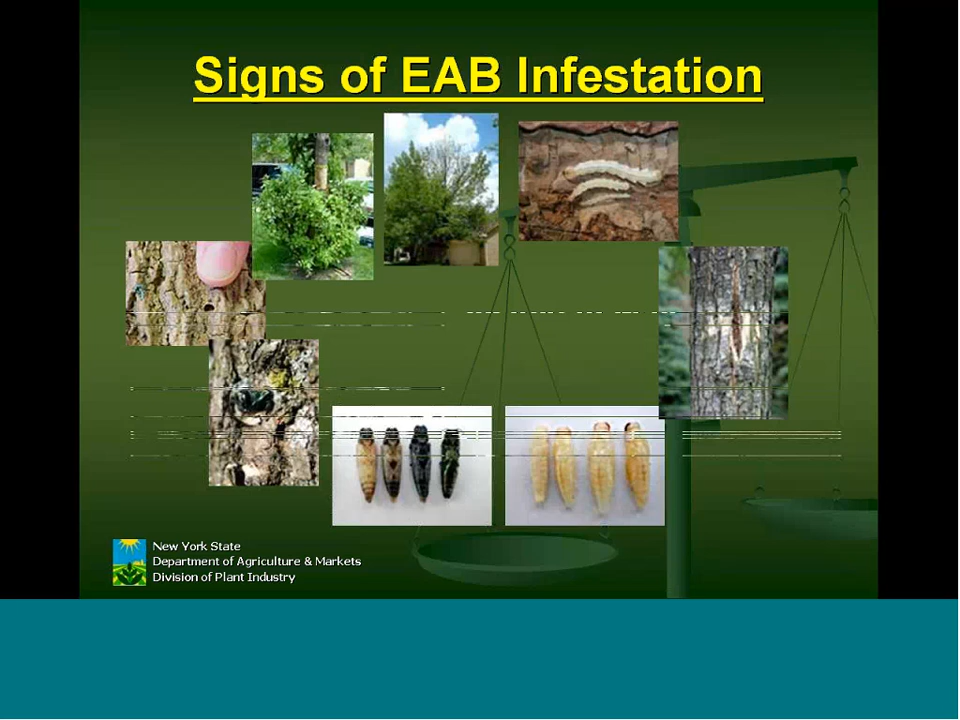 Signs of EAB Infestation
New York State
Department of Agriculture & Markets
Division of Plant Industry